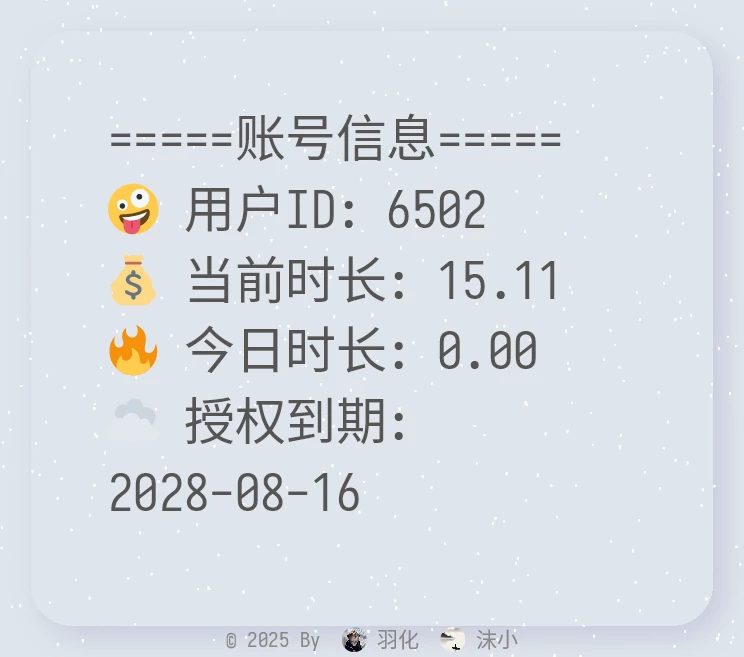 =====账号信息=====
🤪 用户ID: 6502
💰 当前时长: 15.11
🔥 今日时长: 0.00
☁️ 授权到期:
2028-08-16
© 2025 By 羽化 沫小